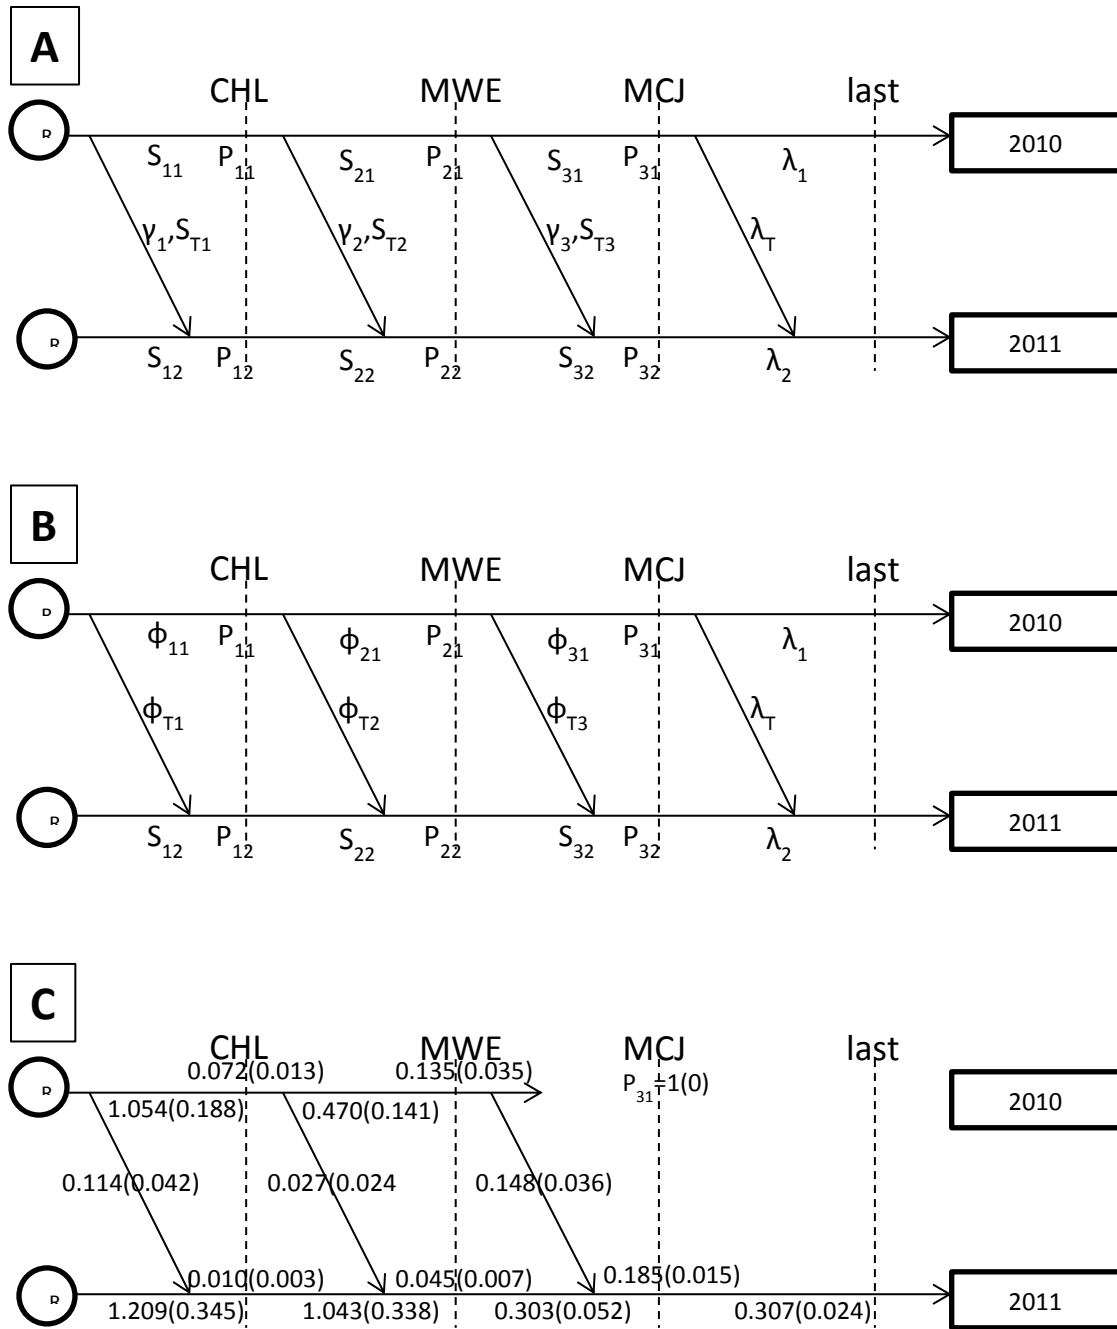 A
CHL MWE MCJ last
R
S11 P11 S21 P21 S31 P31 λ1
2010
γ1,ST1 γ2,ST2 γ3,ST3 λT
R
S12 P12 S22 P22 S32 P32 λ2
2011
B
CHL MWE MCJ last
R
ϕ11 P11 ϕ21 P21 ϕ31 P31 λ1
2010
ϕT1 ϕT2 ϕT3 λT
R
S12 P12 S22 P22 S32 P32 λ2
2011
C
CHL MWE MCJ last
0.072(0.013) 0.135(0.035) P31=1(0)
R
2010
1.054(0.188) 0.470(0.141)
0.114(0.042) 0.027(0.024 0.148(0.036)
0.010(0.003) 0.045(0.007) 0.185(0.015)
R
2011
1.209(0.345) 1.043(0.338) 0.303(0.052) 0.307(0.024)